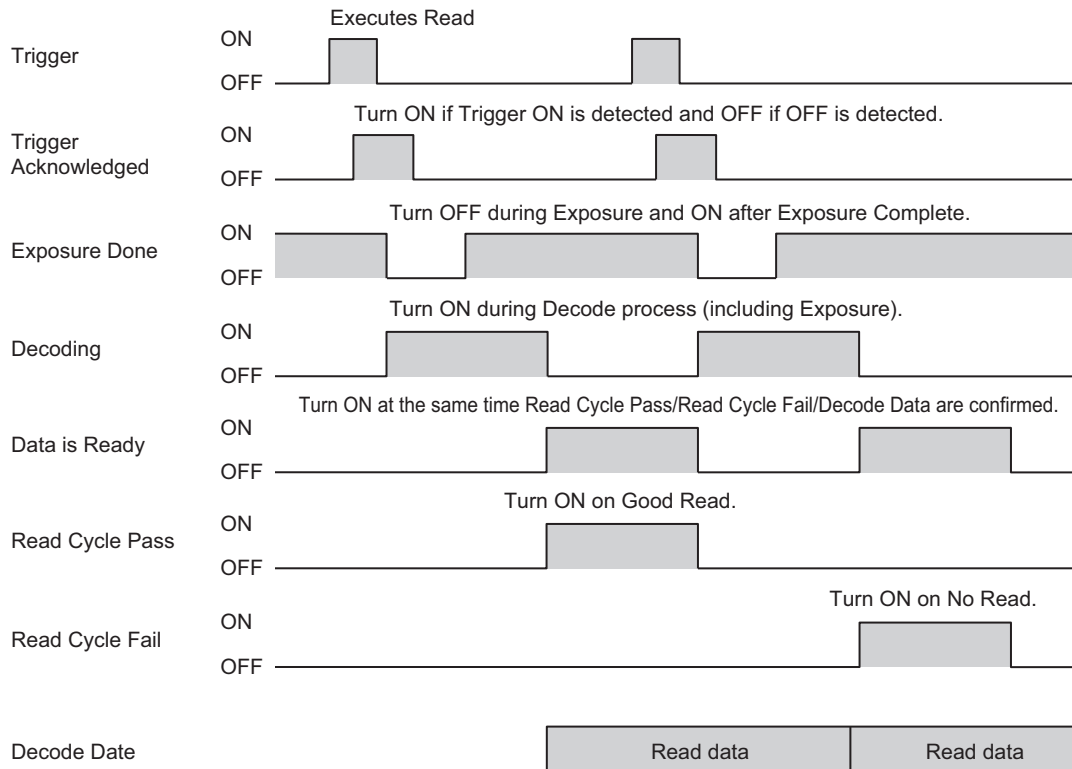 Executes Read
Trigger
ON
OFF
Turn ON if Trigger ON is detected and OFF if OFF is detected.
Trigger
Acknowledged
ON
OFF
Turn OFF during Exposure and ON after Exposure Complete.
Exposure Done
ON
OFF
Turn ON during Decode process (including Exposure).
Decoding
ON
OFF
Turn ON at the same time Read Cycle Pass/Read Cycle Fail/Decode Data are confirmed.
Data is Ready
ON
OFF
Turn ON on Good Read.
Read Cycle Pass
ON
OFF
Turn ON on No Read.
Read Cycle Fail
ON
OFF
Decode Date
Read data
Read data